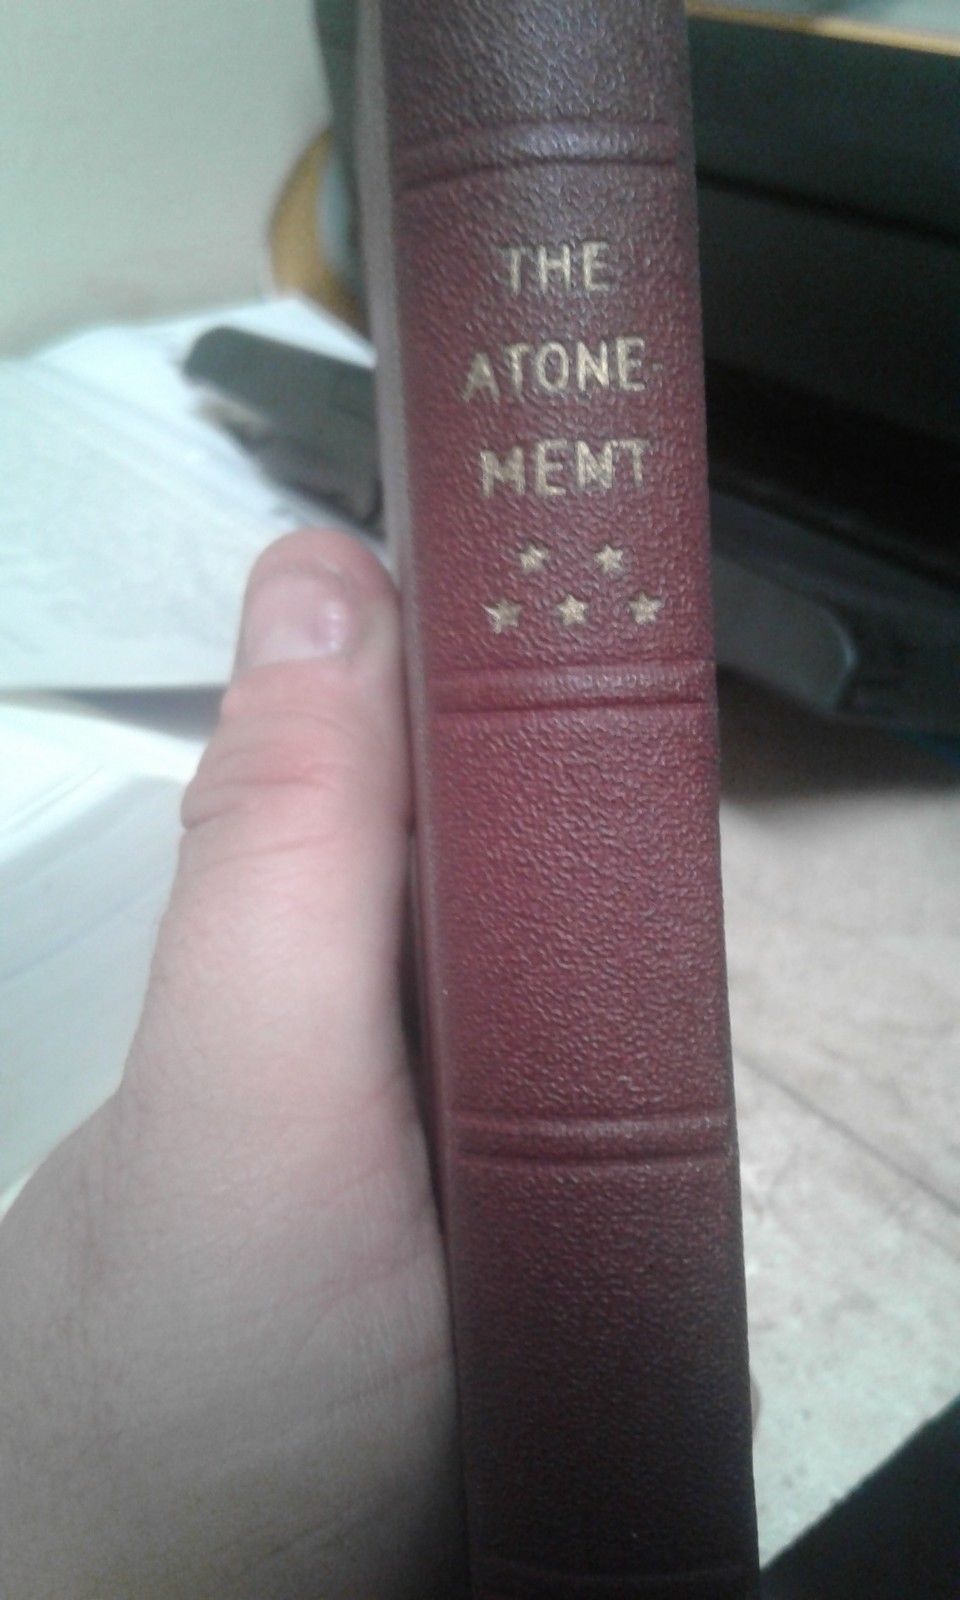 THE
ATONE-
MENT